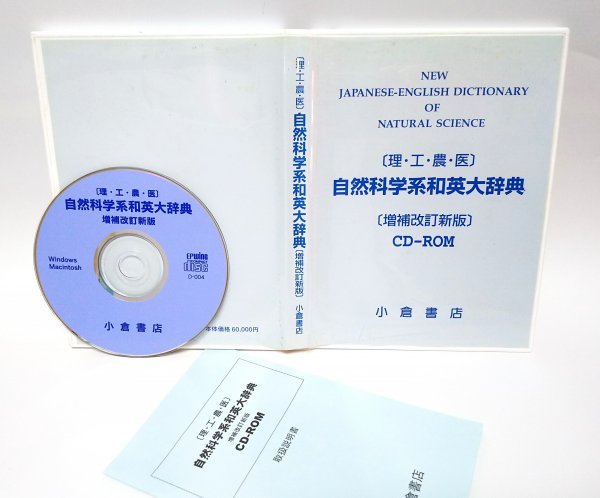 NEW
JAPANESE-ENGLISH DICTIONARY
OF
NATURAL SCIENCE
〔理・工・農・医〕
自然科学系和英大辞典
〔増補改訂新版〕
CD-ROM
小倉書店
〔理・工・農・医〕自然科学系和英大辞典〔増補改訂新版〕小倉書店
本体価格 60,000円
〔理・工・農・医〕
自然科学系和英大辞典
増補改訂新版
Windows
Macintosh
EPWING
COMPACT
disc
D-004
小倉書店
〔理・工・農・医〕
自然科学系和英大辞典
増補改訂新版
CD-ROM
取扱説明書
小倉書店